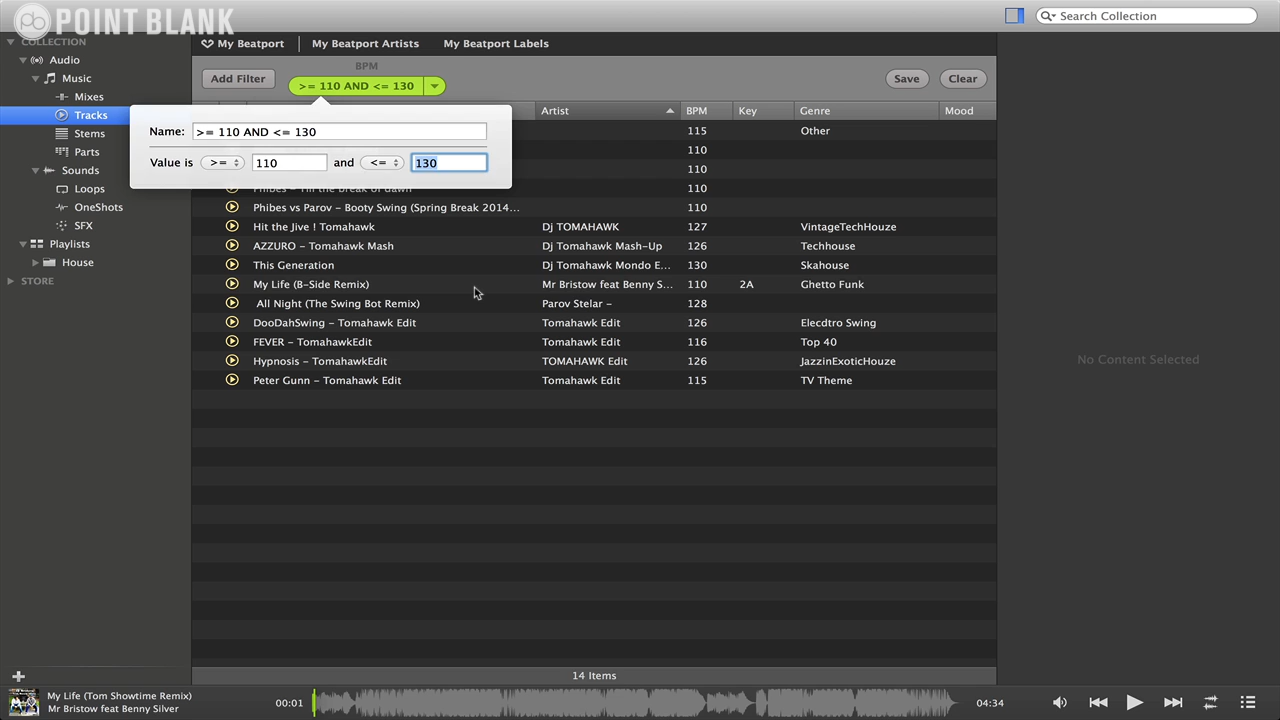 pb POINT BLANK
Search Collection
COLLECTION
My Beatport
My Beatport Artists
My Beatport Labels
Audio
Music
Mixes
Tracks
Stems
Parts
Sounds
Loops
OneShots
SFX
Playlists
House
STORE
BPM
Add Filter
>= 110 AND <= 130
Save
Clear
Artist
BPM
Key
Genre
Mood
Name: >= 110 AND <= 130
Value is >= 110 and <= 130
115 Other
110
110
Phibes - Till the break of dawn 110
Phibes vs Parov - Booty Swing (Spring Break 2014... 110
Hit the Jive ! Tomahawk Dj TOMAHAWK 127 VintageTechHouze
AZZURO - Tomahawk Mash Dj Tomahawk Mash-Up 126 Techhouse
This Generation Dj Tomahawk Mondo E... 130 Skahouse
My Life (B-Side Remix) Mr Bristow feat Benny S... 110 2A Ghetto Funk
All Night (The Swing Bot Remix) Parov Stelar - 128
DooDahSwing - Tomahawk Edit Tomahawk Edit 126 Elecdtro Swing
FEVER - TomahawkEdit Tomahawk Edit 116 Top 40
Hypnosis - TomahawkEdit TOMAHAWK Edit 126 JazzinExoticHouze
Peter Gunn - Tomahawk Edit Tomahawk Edit 115 TV Theme
No Content Selected
14 Items
My Life (Tom Showtime Remix)
Mr Bristow feat Benny Silver
00:01
04:34